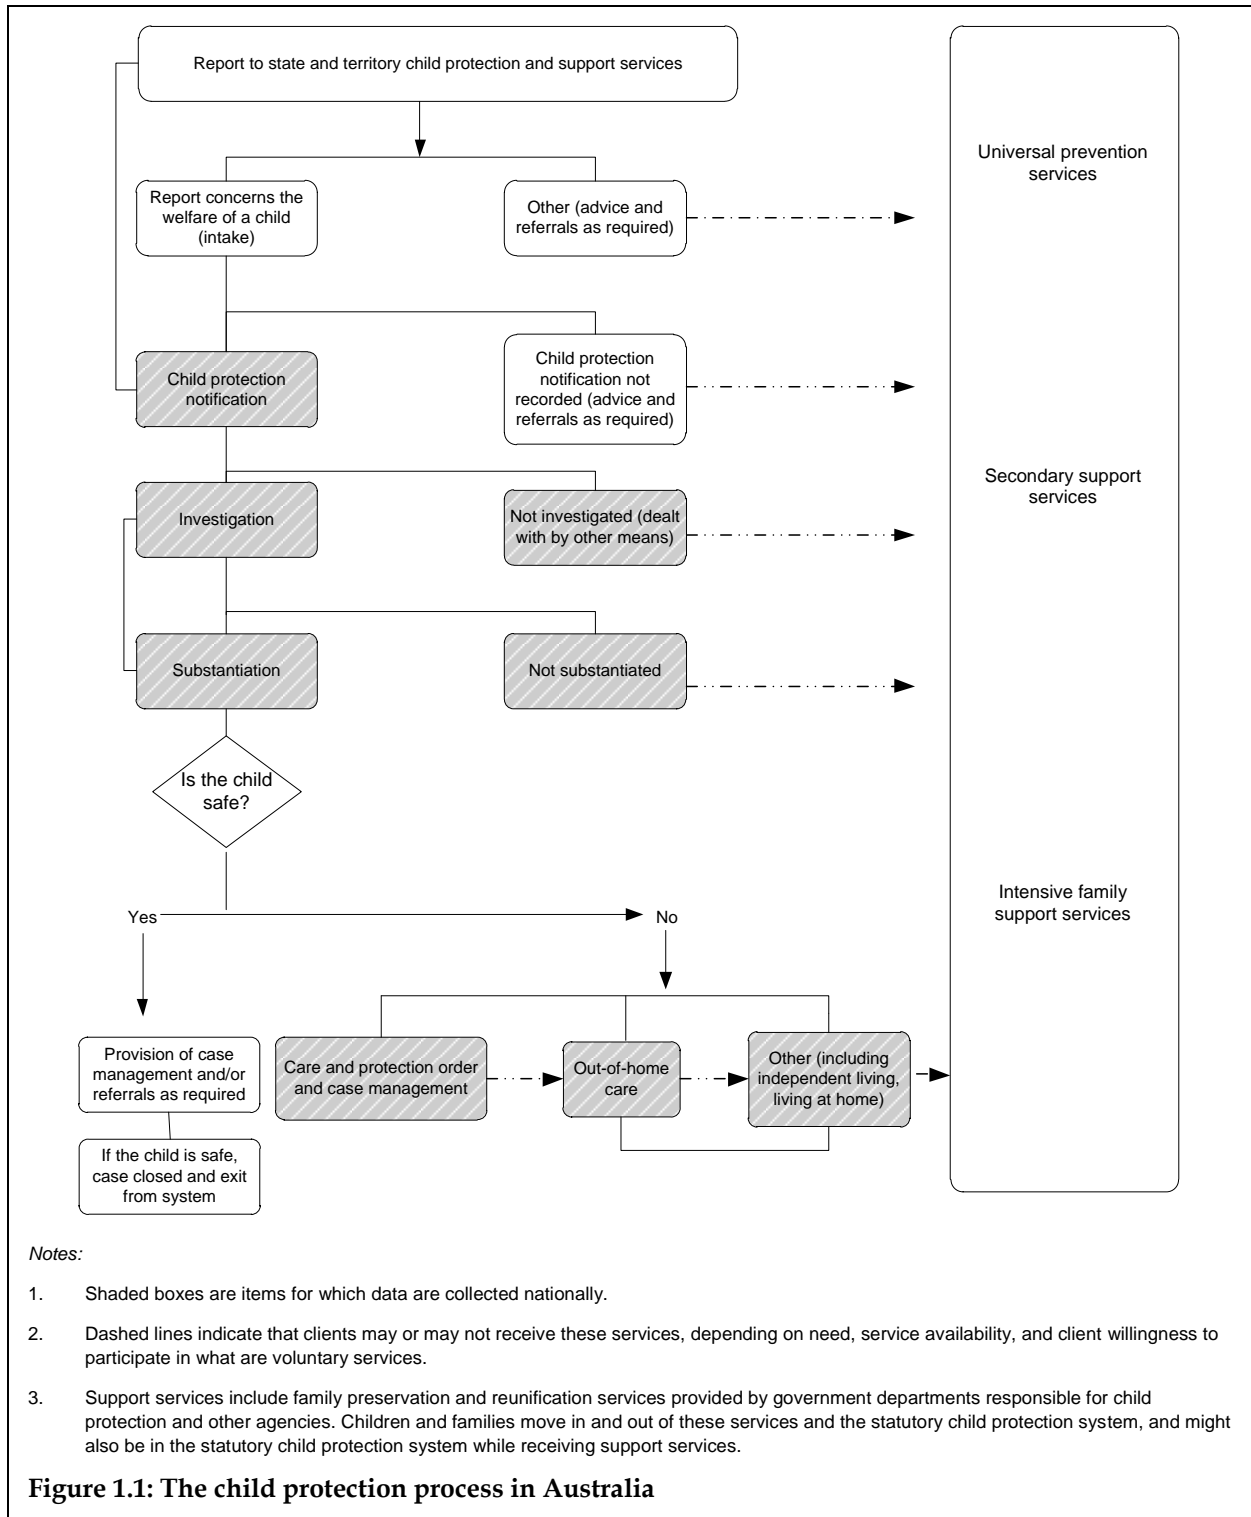 Report to state and territory child protection and support services
Universal prevention
services
Report concerns the
welfare of a child
(intake)
Other (advice and
referrals as required)
Child protection
notification
Child protection
notification not
recorded (advice and
referrals as required)
Secondary support
services
Investigation
Not investigated (dealt
with by other means)
Substantiation
Not substantiated
Is the child
safe?
Intensive family
support services
Yes
No
Provision of case
management and/or
referrals as required
Care and protection order
and case management
Out-of-home
care
Other (including
independent living,
living at home)
If the child is safe,
case closed and exit
from system
Notes:
1. Shaded boxes are items for which data are collected nationally.
2. Dashed lines indicate that clients may or may not receive these services, depending on need, service availability, and client willingness to
participate in what are voluntary services.
3. Support services include family preservation and reunification services provided by government departments responsible for child
protection and other agencies. Children and families move in and out of these services and the statutory child protection system, and might
also be in the statutory child protection system while receiving support services.
Figure 1.1: The child protection process in Australia